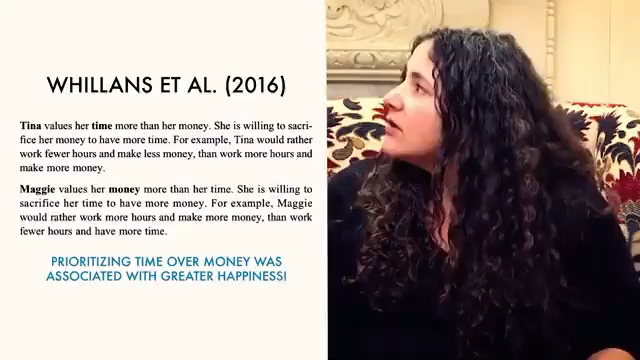 WHILLANS ET AL. (2016)
Tina values her time more than her money. She is willing to sacri-
fice her money to have more time. For example, Tina would rather
work fewer hours and make less money, than work more hours and
make more money.
Maggie values her money more than her time. She is willing to
sacrifice her time to have more money. For example, Maggie
would rather work more hours and make more money, than work
fewer hours and have more time.
PRIORITIZING TIME OVER MONEY WAS
ASSOCIATED WITH GREATER HAPPINESS!